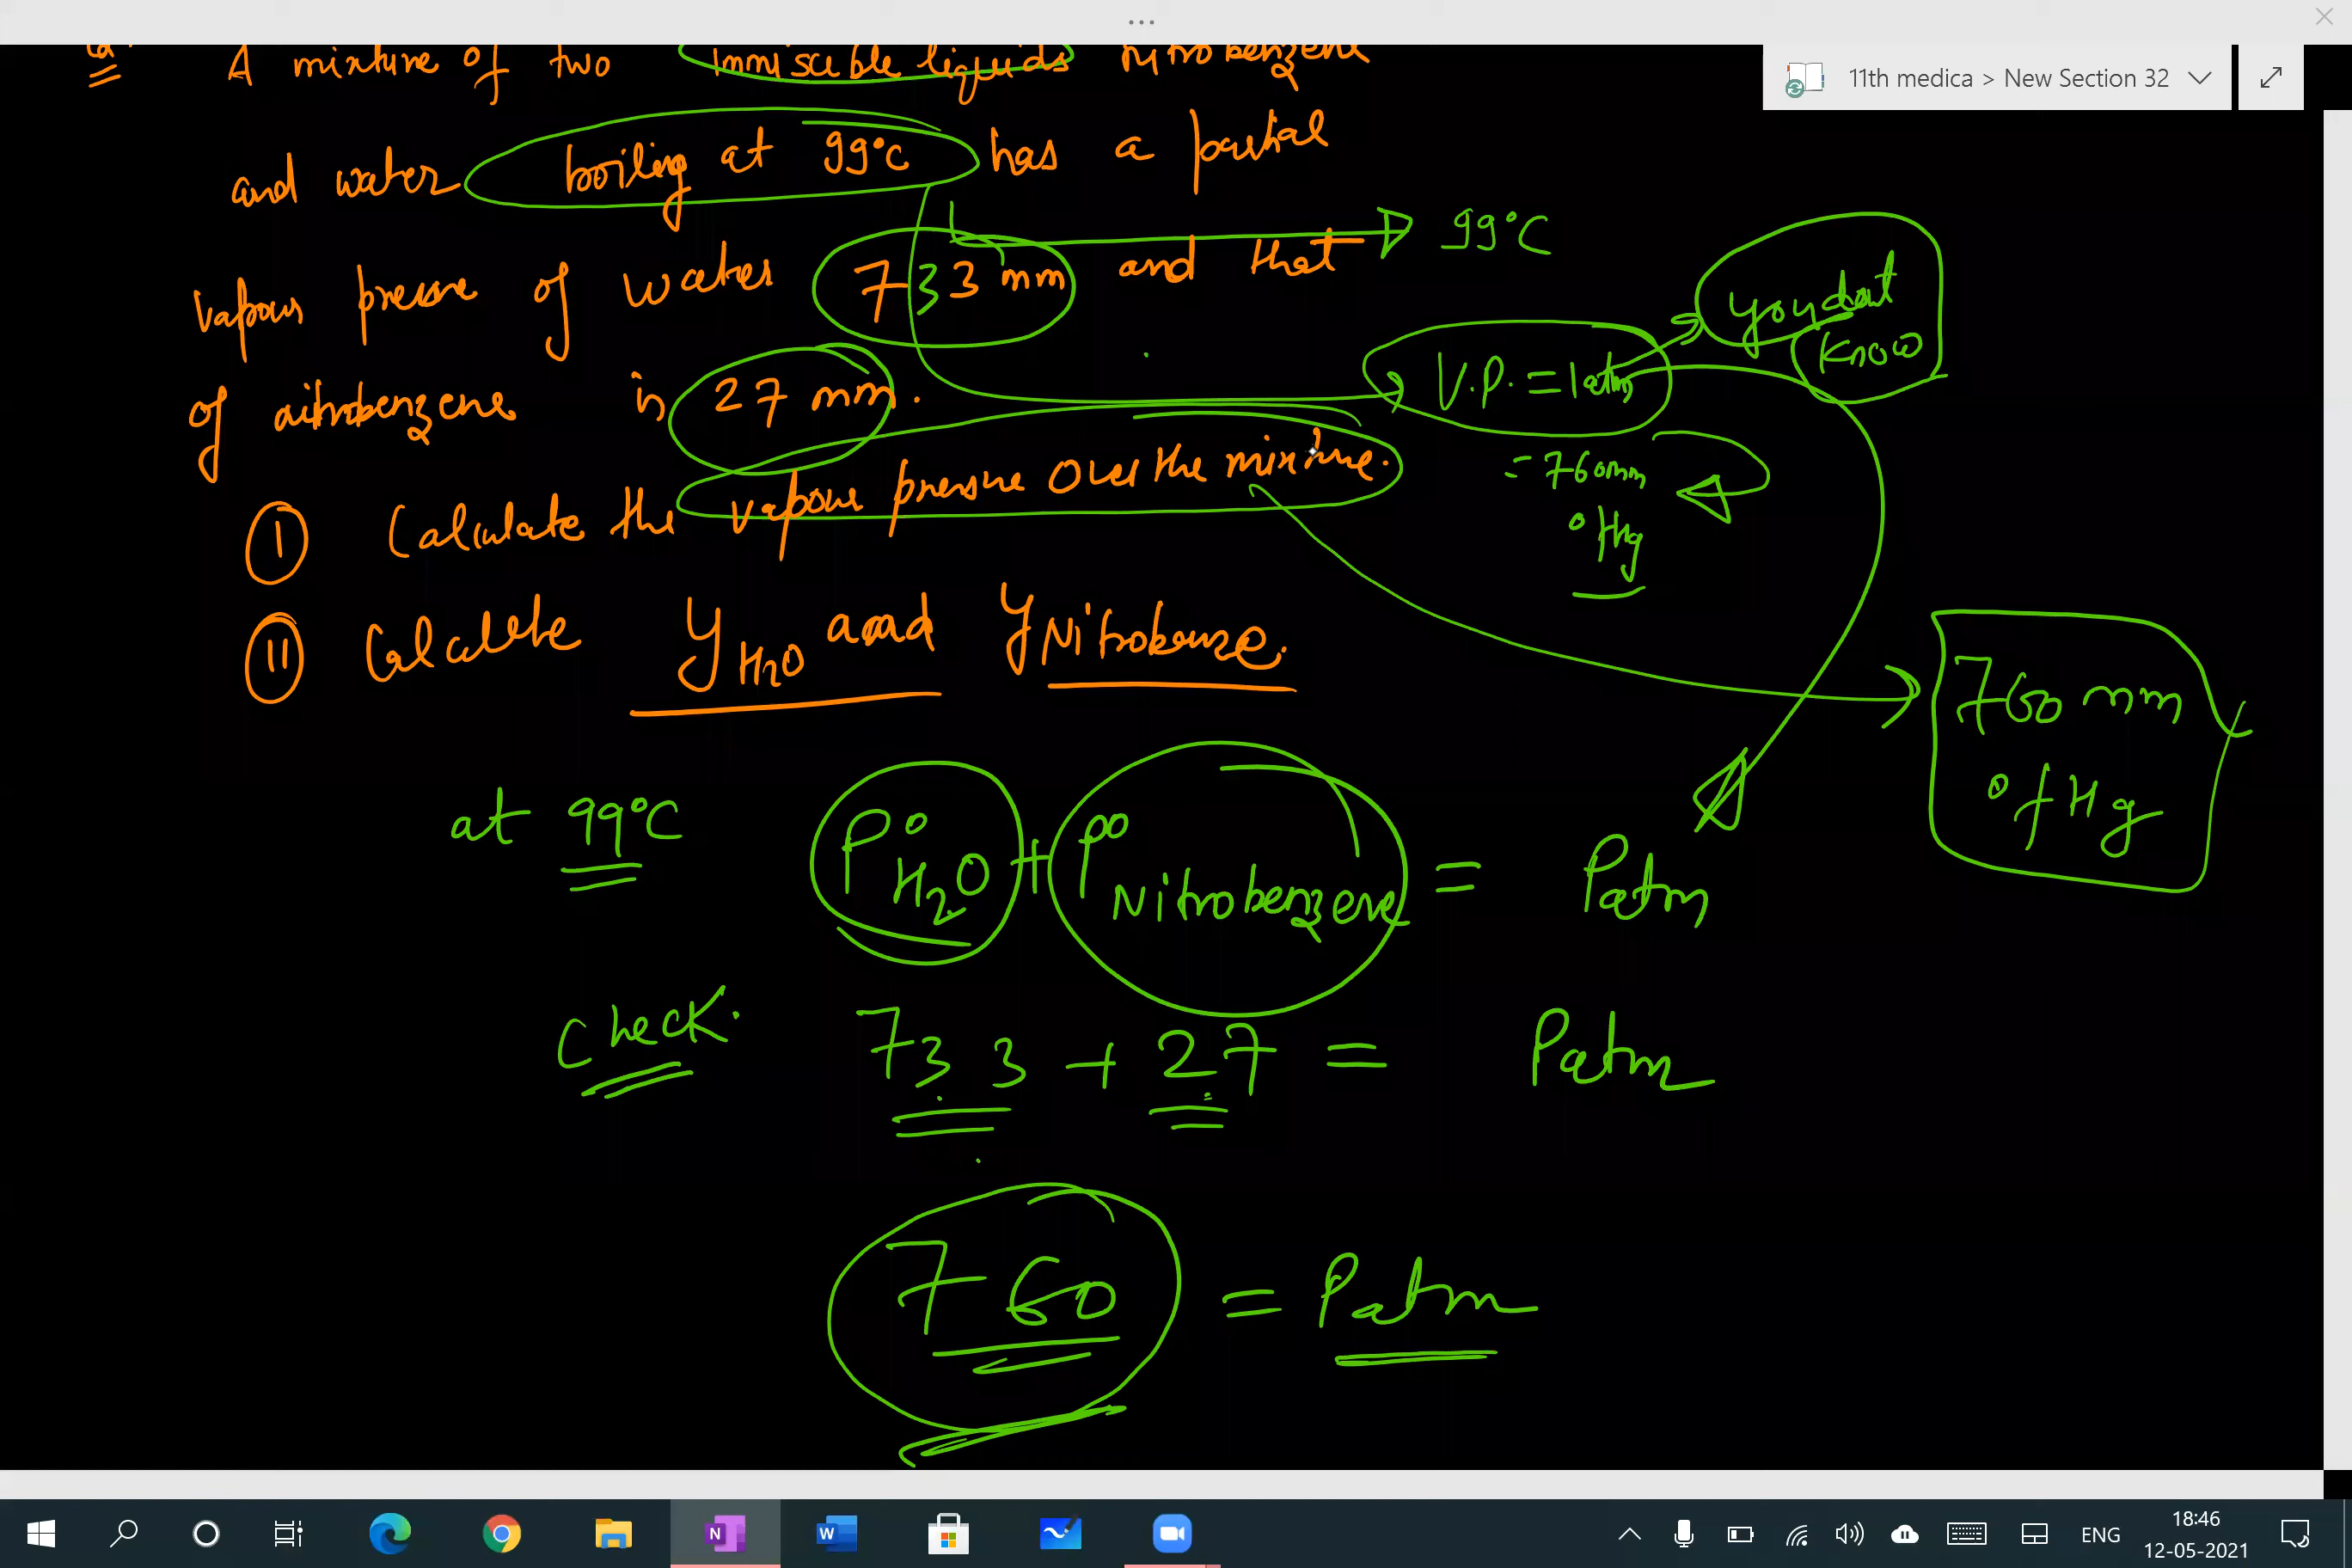 ...
11th medica > New Section 32
Q.
A mixture of two immiscible liquids nitrobenzene
and water boiling at 99°C has a partial
99°C
vapour pressure of water 733 mm and that
you dont
know
of nitrobenzene is 27 mm.
V.P. = 1atm
= 760mm
of Hg
I Calculate the vapour pressure over the mixture.
II Calculate yH2O and yNitrobenze.
760 mm
of Hg
at 99°C P°H2O + P°Nitrobenzene = Patm
Check. 733 + 27 = Patm
760 = Patm
ENG
18:46
12-05-2021